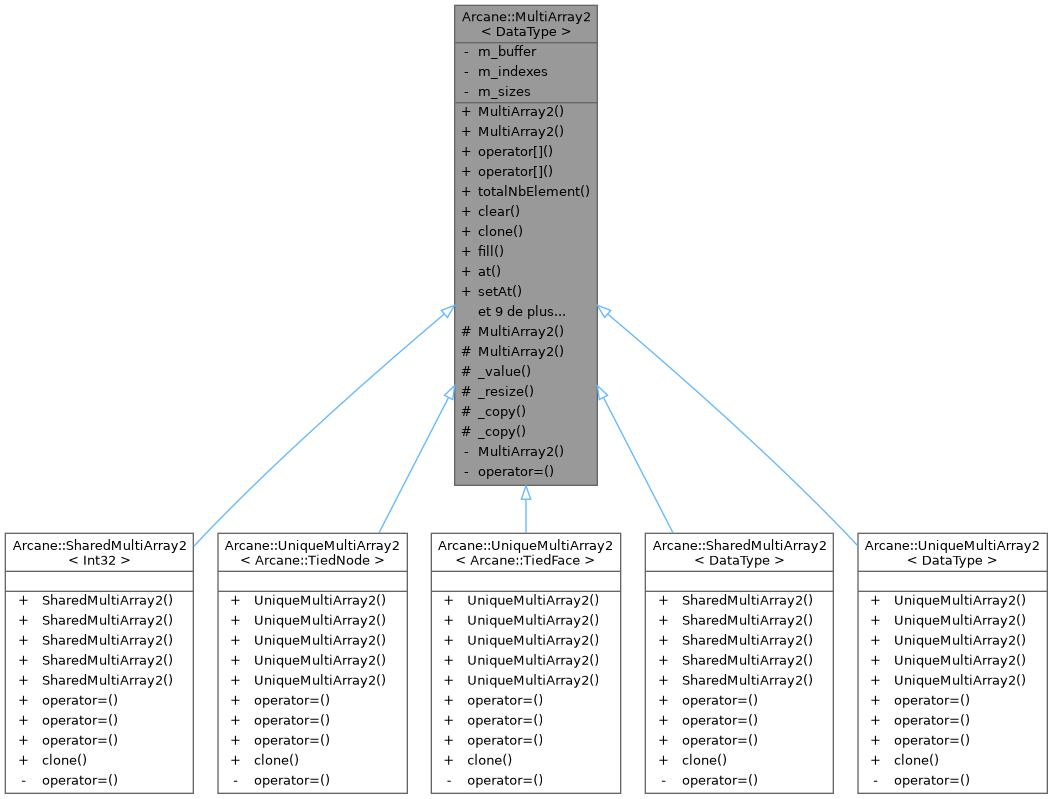 Arcane::MultiArray2
< DataType >
- m_buffer
- m_indexes
- m_sizes
+ MultiArray2()
+ MultiArray2()
+ operator[]()
+ operator[]()
+ totalNbElement()
+ clear()
+ clone()
+ fill()
+ at()
+ setAt()
et 9 de plus...
# MultiArray2()
# MultiArray2()
# _value()
# _resize()
# _copy()
# _copy()
- MultiArray2()
- operator=()
Arcane::SharedMultiArray2
< Int32 >
+ SharedMultiArray2()
+ SharedMultiArray2()
+ SharedMultiArray2()
+ SharedMultiArray2()
+ SharedMultiArray2()
+ operator=()
+ operator=()
+ operator=()
+ clone()
- operator=()
Arcane::UniqueMultiArray2
< Arcane::TiedNode >
+ UniqueMultiArray2()
+ UniqueMultiArray2()
+ UniqueMultiArray2()
+ UniqueMultiArray2()
+ UniqueMultiArray2()
+ operator=()
+ operator=()
+ operator=()
+ clone()
- operator=()
Arcane::UniqueMultiArray2
< Arcane::TiedFace >
+ UniqueMultiArray2()
+ UniqueMultiArray2()
+ UniqueMultiArray2()
+ UniqueMultiArray2()
+ UniqueMultiArray2()
+ operator=()
+ operator=()
+ operator=()
+ clone()
- operator=()
Arcane::SharedMultiArray2
< DataType >
+ SharedMultiArray2()
+ SharedMultiArray2()
+ SharedMultiArray2()
+ SharedMultiArray2()
+ SharedMultiArray2()
+ operator=()
+ operator=()
+ operator=()
+ clone()
- operator=()
Arcane::UniqueMultiArray2
< DataType >
+ UniqueMultiArray2()
+ UniqueMultiArray2()
+ UniqueMultiArray2()
+ UniqueMultiArray2()
+ UniqueMultiArray2()
+ operator=()
+ operator=()
+ operator=()
+ clone()
- operator=()